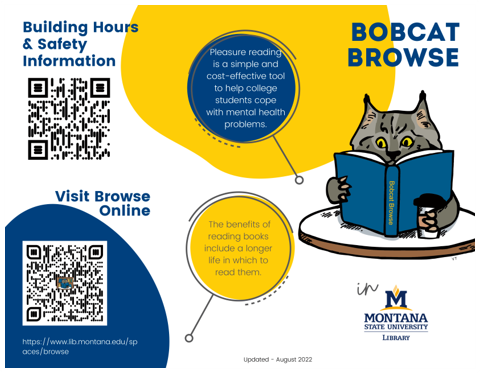 Building Hours
& Safety
Information
Visit Browse
Online
https://www.lib.montana.edu/sp
aces/browse
Pleasure reading
is a simple and
cost-effective tool
to help college
students cope
with mental health
problems.
The benefits of
reading books
include a longer
life in which to
read them.
Updated - August 2022
BOBCAT
BROWSE
Bobcat Browse
in
M
MONTANA
STATE UNIVERSITY
LIBRARY